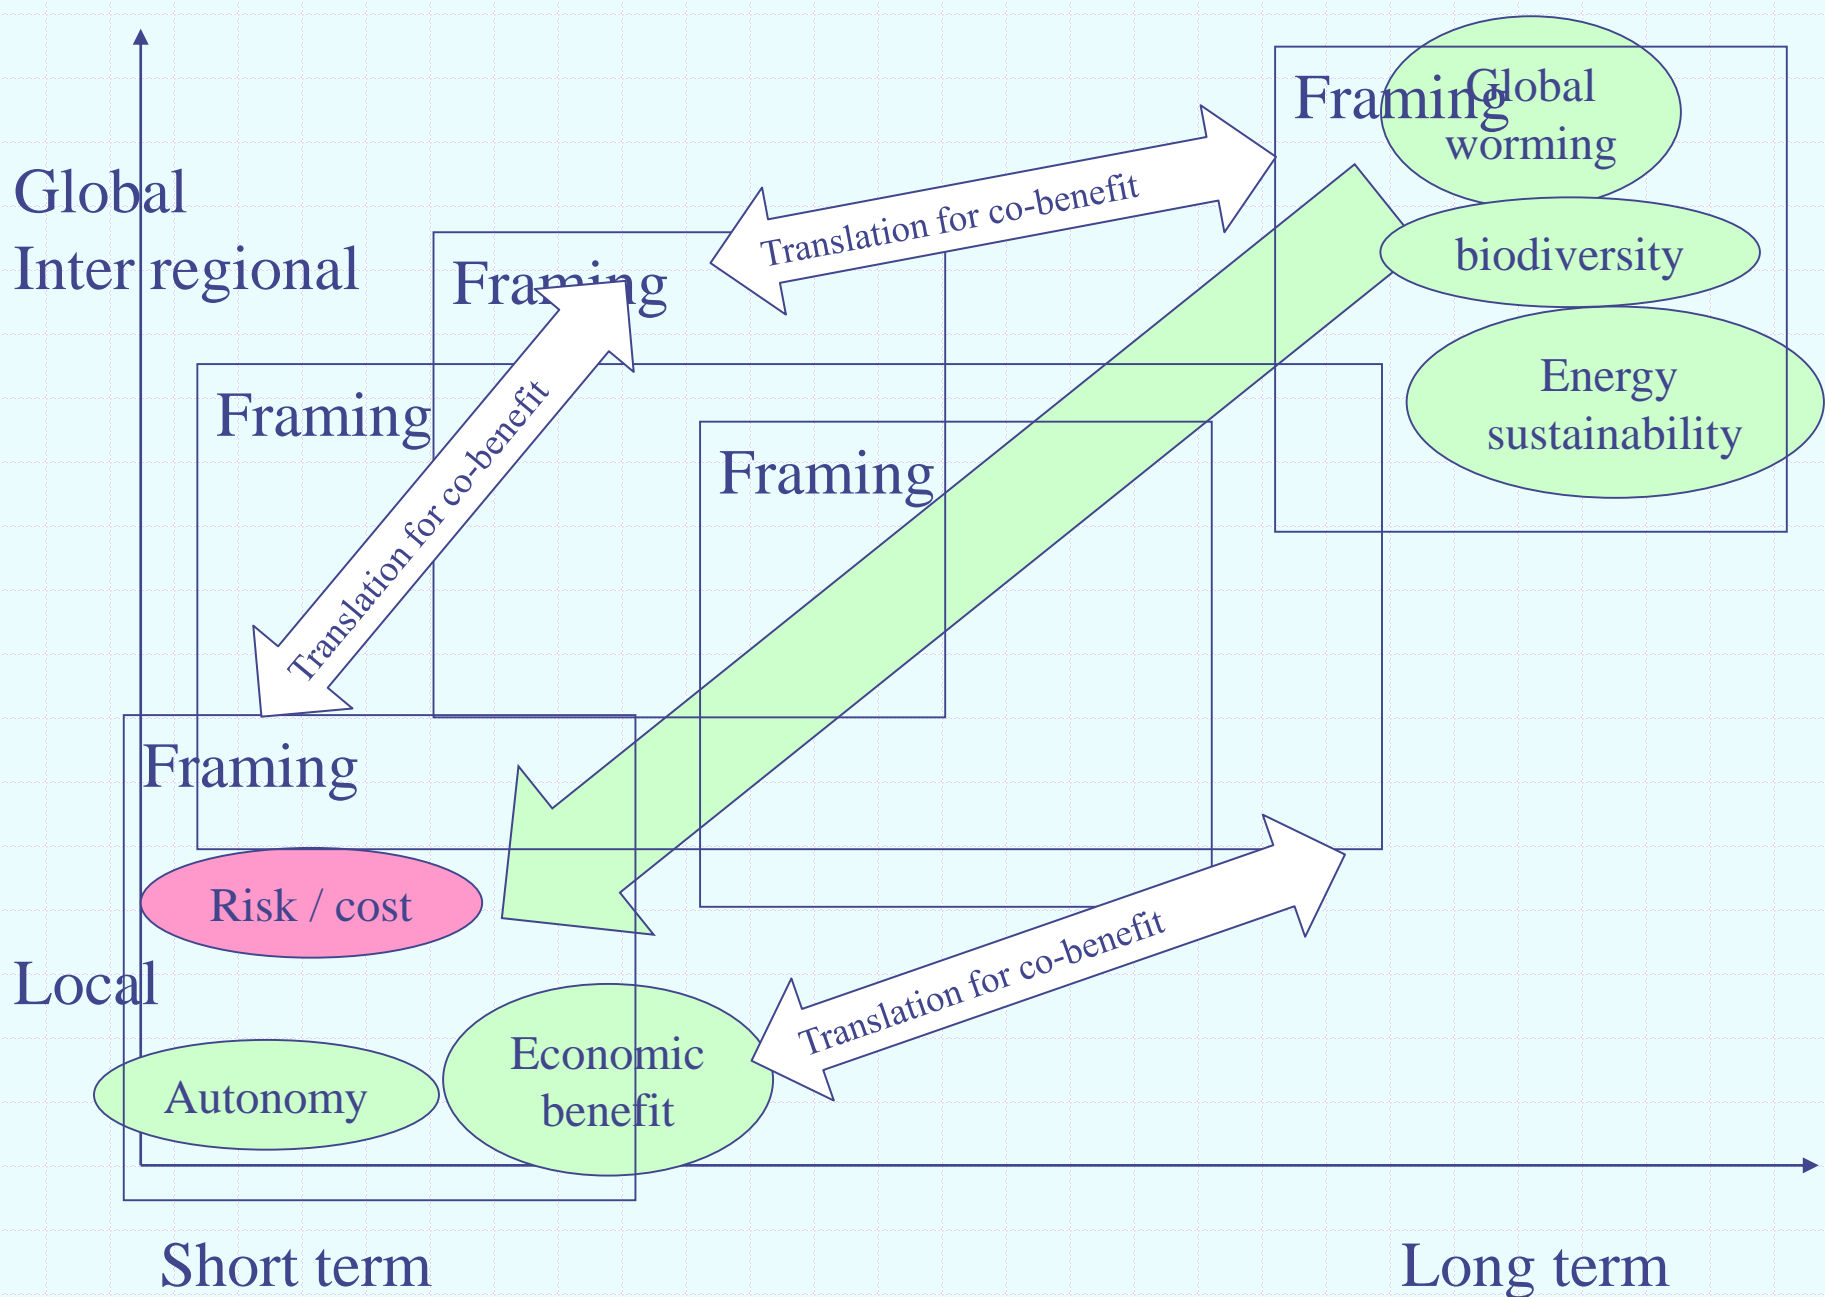 Framing
Global
worming
Global
Inter regional
Translation for co-benefit
biodiversity
Framing
Energy
sustainability
Framing
Translation for co-benefit
Framing
Framing
Risk / cost
Local
Translation for co-benefit
Economic
benefit
Autonomy
Short term
Long term